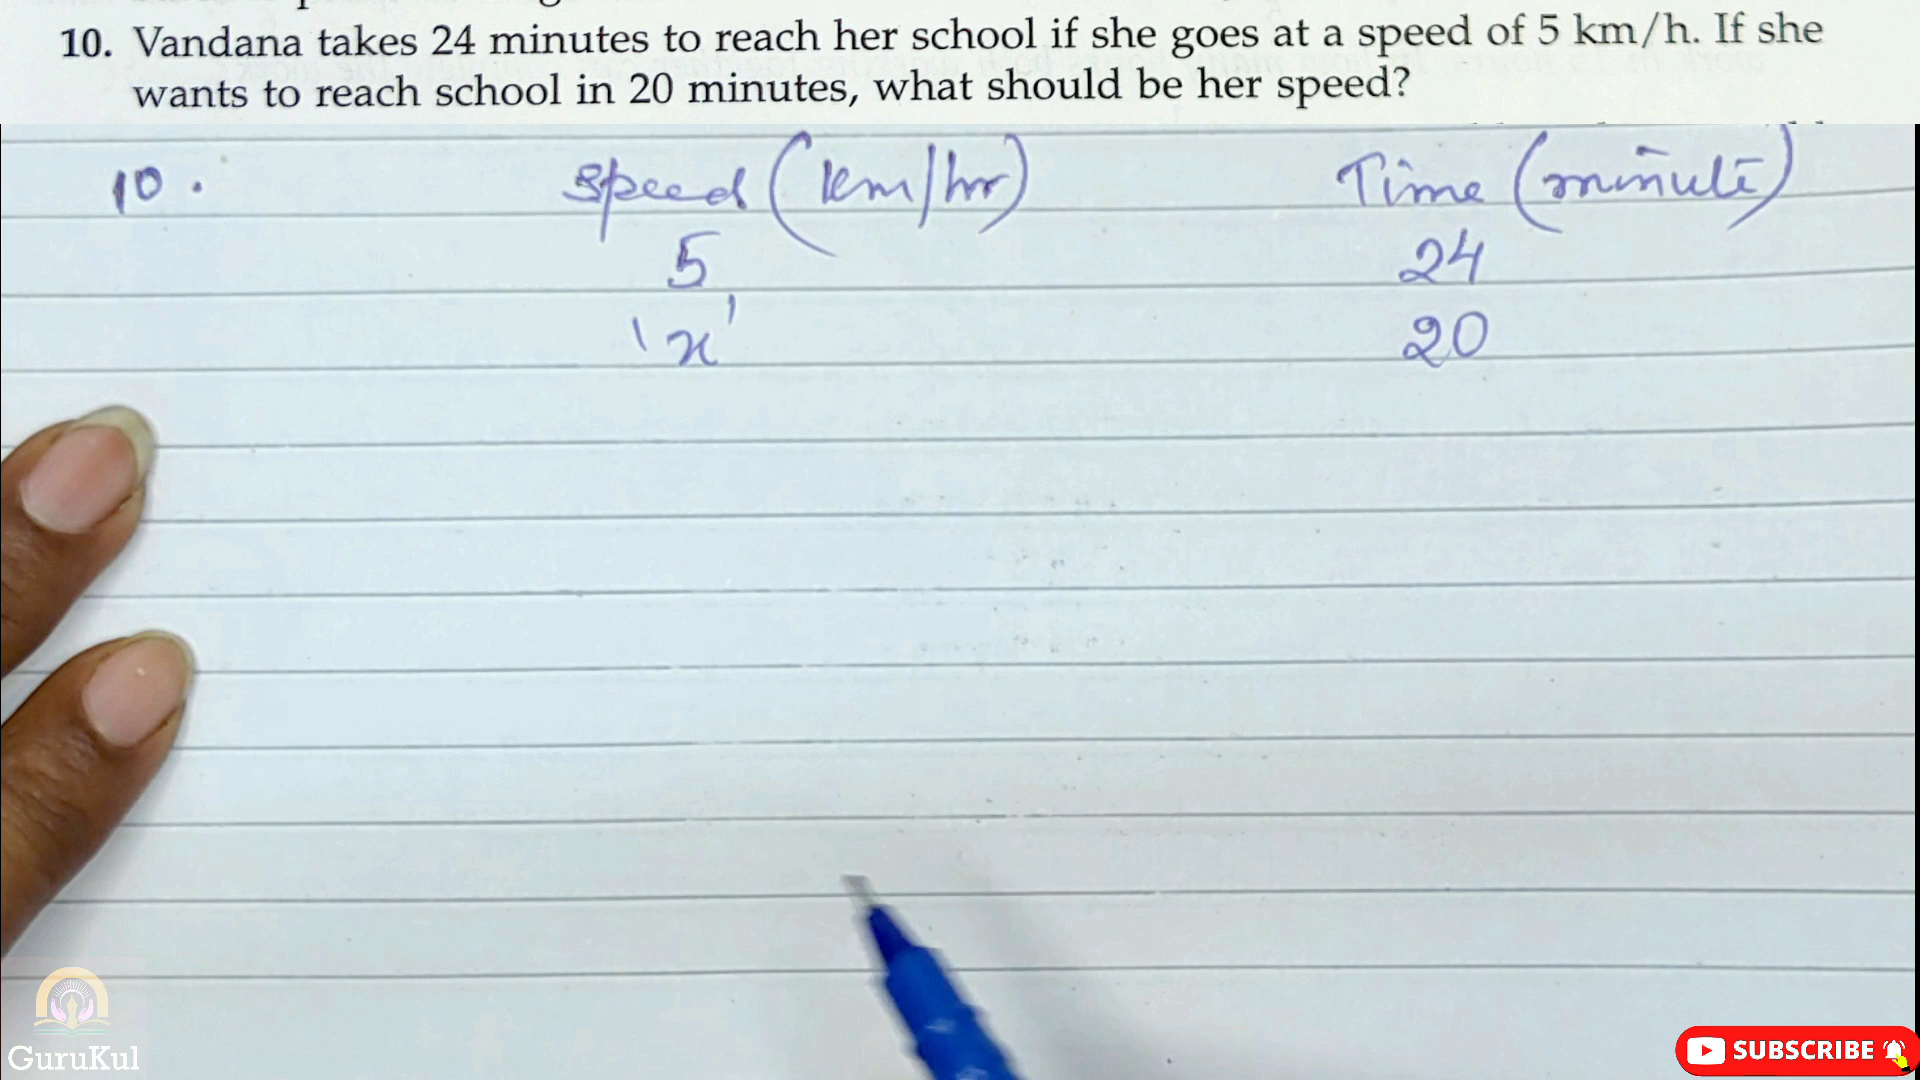 10. Vandana takes 24 minutes to reach her school if she goes at a speed of 5 km/h. If she
wants to reach school in 20 minutes, what should be her speed?
10. Speed (km/hr) Time (minute)
5 24
'x' 20
GuruKul
SUBSCRIBE